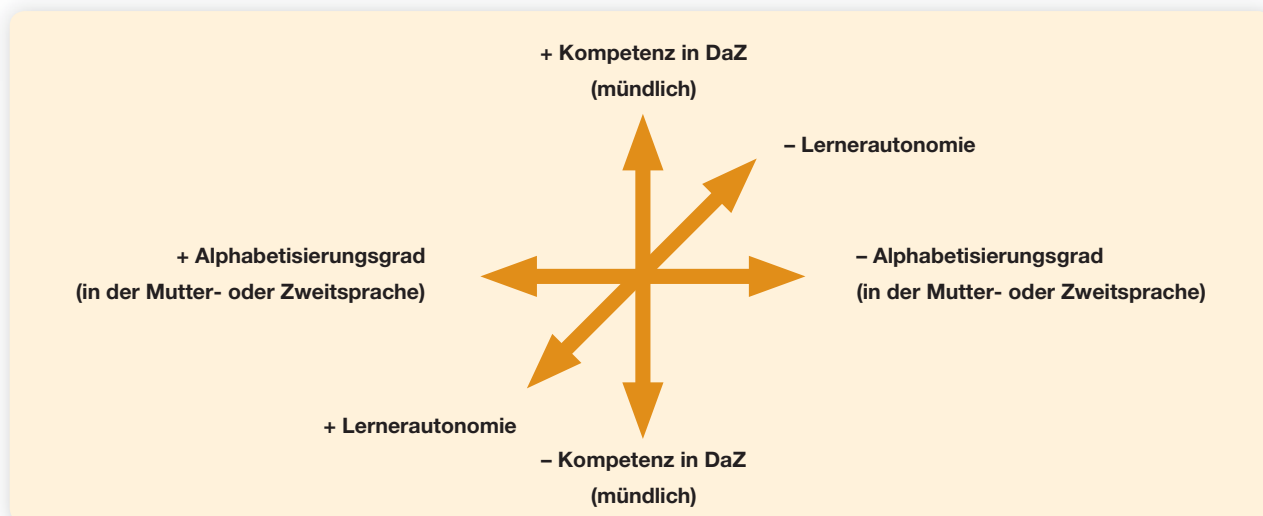 + Kompetenz in DaZ
(mündlich)
– Lernerautonomie
+ Alphabetisierungsgrad
(in der Mutter- oder Zweitsprache)
– Alphabetisierungsgrad
(in der Mutter- oder Zweitsprache)
+ Lernerautonomie
– Kompetenz in DaZ
(mündlich)